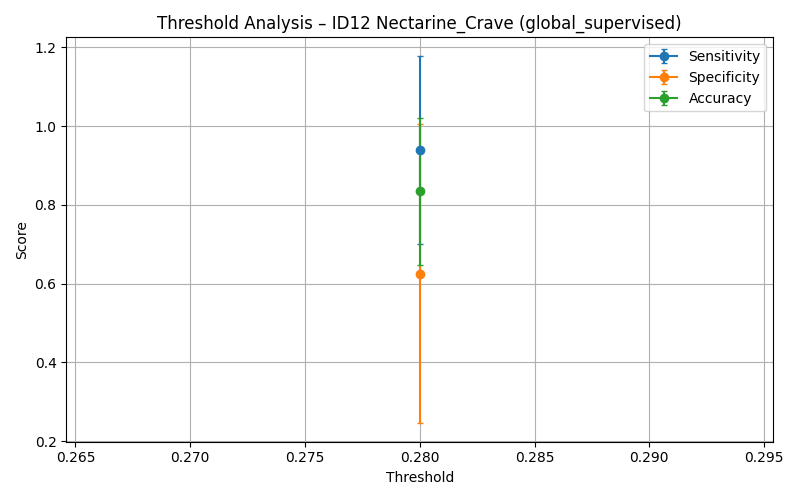 Threshold Analysis – ID12 Nectarine_Crave (global_supervised)
Sensitivity
Specificity
Accuracy
Score
1.2
1.0
0.8
0.6
0.4
0.2
0.265 0.270 0.275 0.280 0.285 0.290 0.295
Threshold